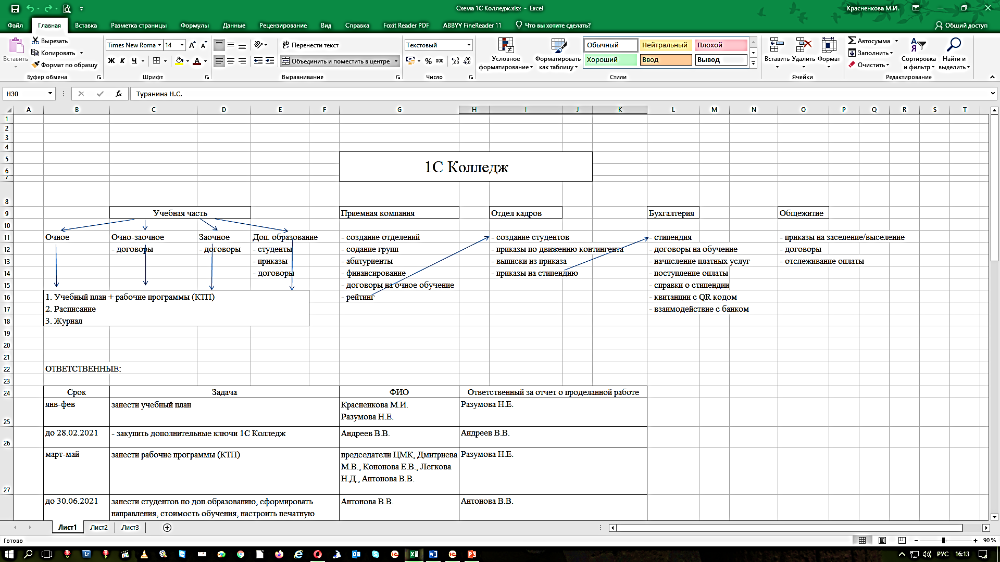 Схема 1С Колледж.xlsx - Excel
Красненкова М.И.
Файл Главная Вставка Разметка страницы Формулы Данные Рецензирование Вид Справка Foxit Reader PDF ABBYY FineReader 11 Что вы хотите сделать? Общий доступ
Вставить
Вырезать
Копировать
Формат по образцу
Буфер обмена
Times New Roma 14
Ж К Ч
Шрифт
Перенести текст
Объединить и поместить в центре
Выравнивание
Текстовый
% 000
Число
Условное форматирование
Форматировать как таблицу
Обычный Нейтральный Плохой
Хороший Ввод Вывод
Стили
Вставить Удалить Формат
Ячейки
Автосумма
Заполнить
Очистить
Сортировка и фильтр
Найти и выделить
Редактирование
H30 fx Туранина Н.С.
A B C D E F G H I J K L M N O P Q R S T
1
2
3
4
5
6
7
1С Колледж
8
9 Учебная часть Приемная компания Отдел кадров Бухгалтерия Общежитие
10
11 Очное Очно-заочное Заочное Доп. образование - создание отделений - создание студентов - стипендия - приказы на заселение/выселение
12 - договоры - договоры - студенты - содание групп - приказы по движению контингента - договоры на обучение - договоры
13 - приказы - абитуриенты - выписки из приказа - начисление платных услуг - отслеживание оплаты
14 - договоры - финансирование - приказы на стипендию - поступление оплаты
15 - договоры на очное обучение - справки о стипендии
16 1. Учебный план + рабочие программы (КТП) - рейтинг - квитанции с QR кодом
17 2. Расписание - взаимодействие с банком
18 3. Журнал
19
20
21
22 ОТВЕТСТВЕННЫЕ:
23
24 Срок Задача ФИО Ответственный за отчет о проделанной работе
янв-фев занести учебный план Красненкова М.И. Разумова Н.Е.
25 Разумова Н.Е.
до 28.02.2021 - закупить дополнительные ключи 1С Колледж Андреев В.В. Андреев В.В.
26
март-май занести рабочие программы (КТП) председатели ЦМК, Дмитриева Разумова Н.Е.
М.В., Кононова Е.В., Легкова
Н.Д., Антонова В.В.
27
до 30.06.2021 занести студентов по доп.образованию, сформировать Антонова В.В. Антонова В.В.
направления, стоимость обучения, настроить печатную
Лист1 Лист2 Лист3
Готово
90 %
РУС 16:13